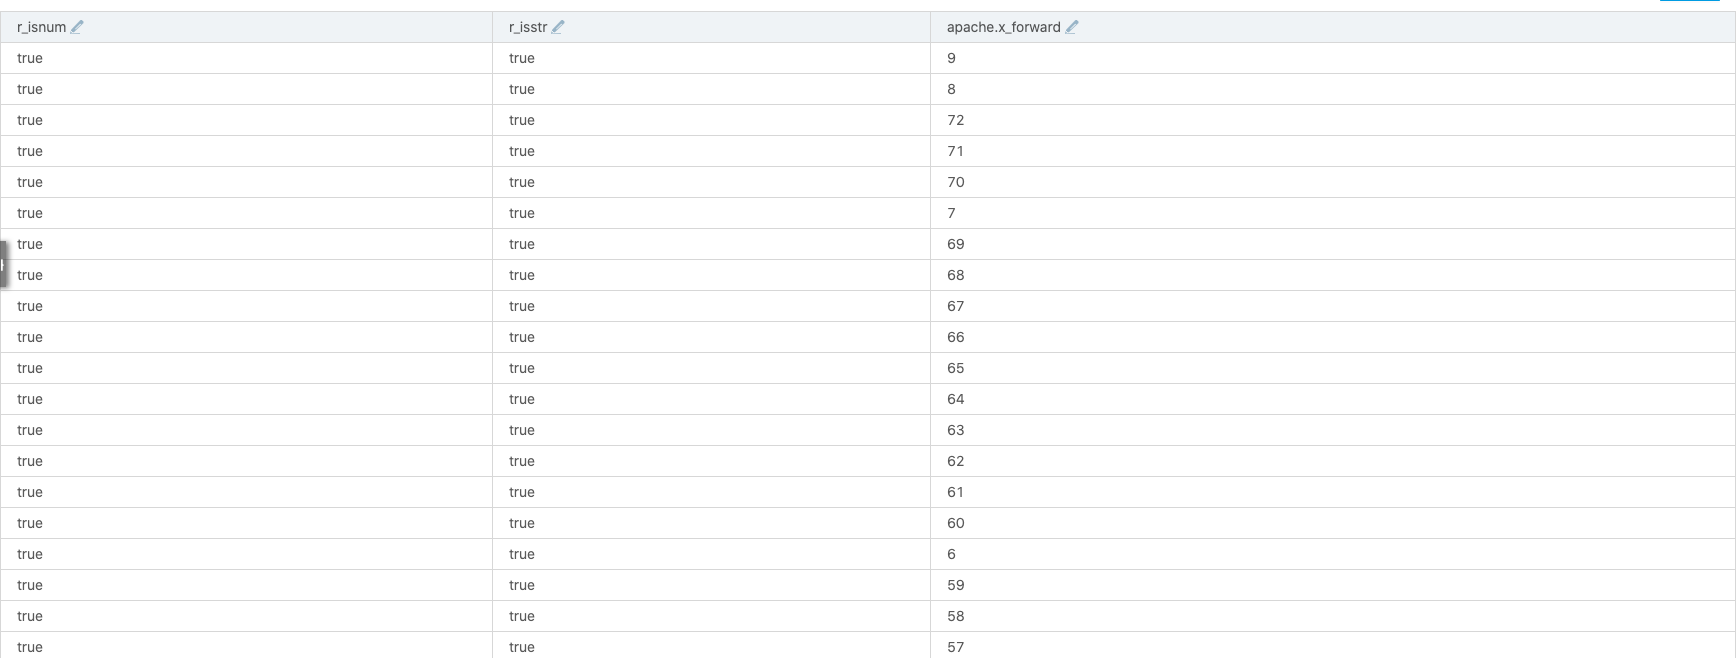 r_isnum r_isstr apache.x_forward
true true 9
true true 8
true true 72
true true 71
true true 70
true true 7
true true 69
true true 68
true true 67
true true 66
true true 65
true true 64
true true 63
true true 62
true true 61
true true 60
true true 6
true true 59
true true 58
true true 57